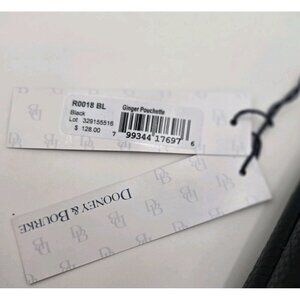 R0018 BL
Ginger Pouchette
Black
Lot 329155516
$ 128.00
7 99344 17697 6
DOONEY & BOURKE